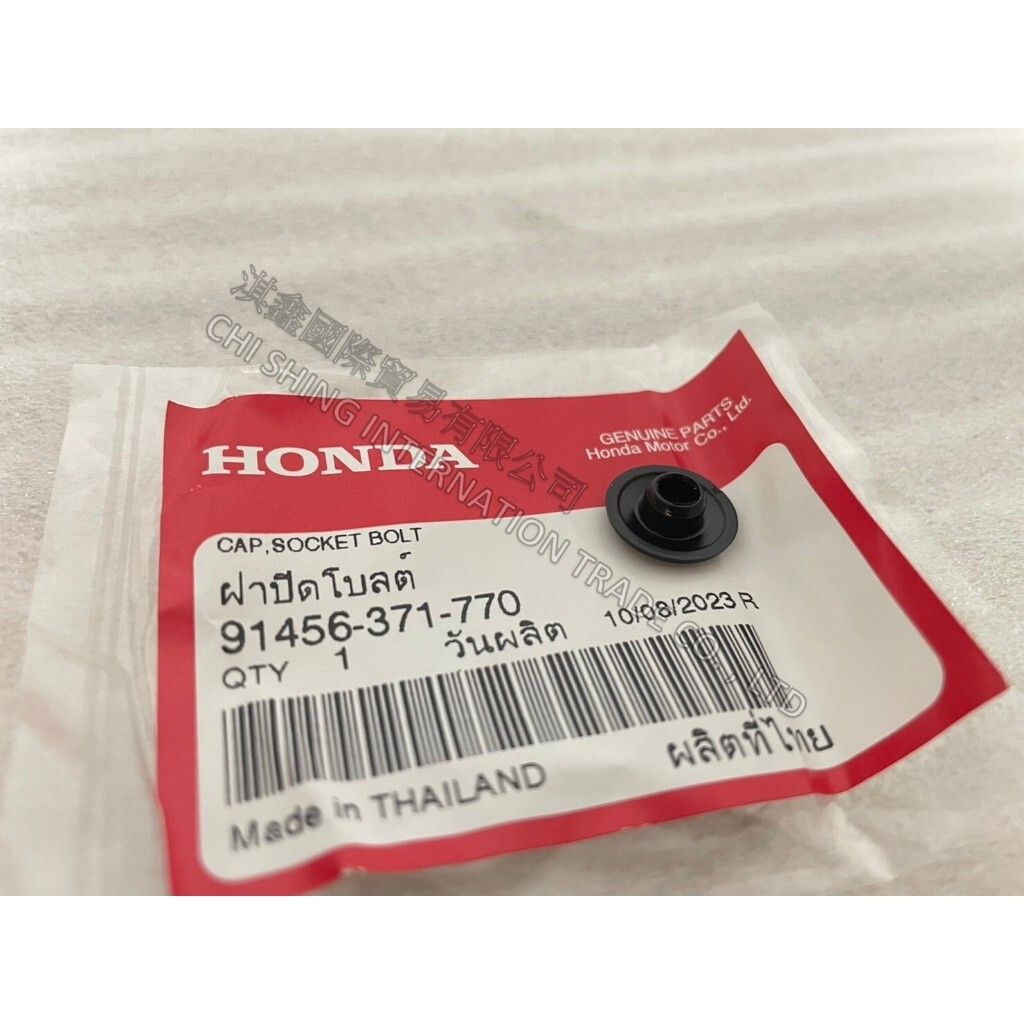 淇鑫國際貿易有限公司
CHI SHING INTERNATION TRADE CO., LTD
HONDA
GENUINE PARTS
Honda Motor Co., Ltd.
CAP,SOCKET BOLT
ฝาปิดโบลต์
91456-371-770
QTY 1 วันผลิต 10/08/2023 R
Made in THAILAND ผลิตที่ไทย